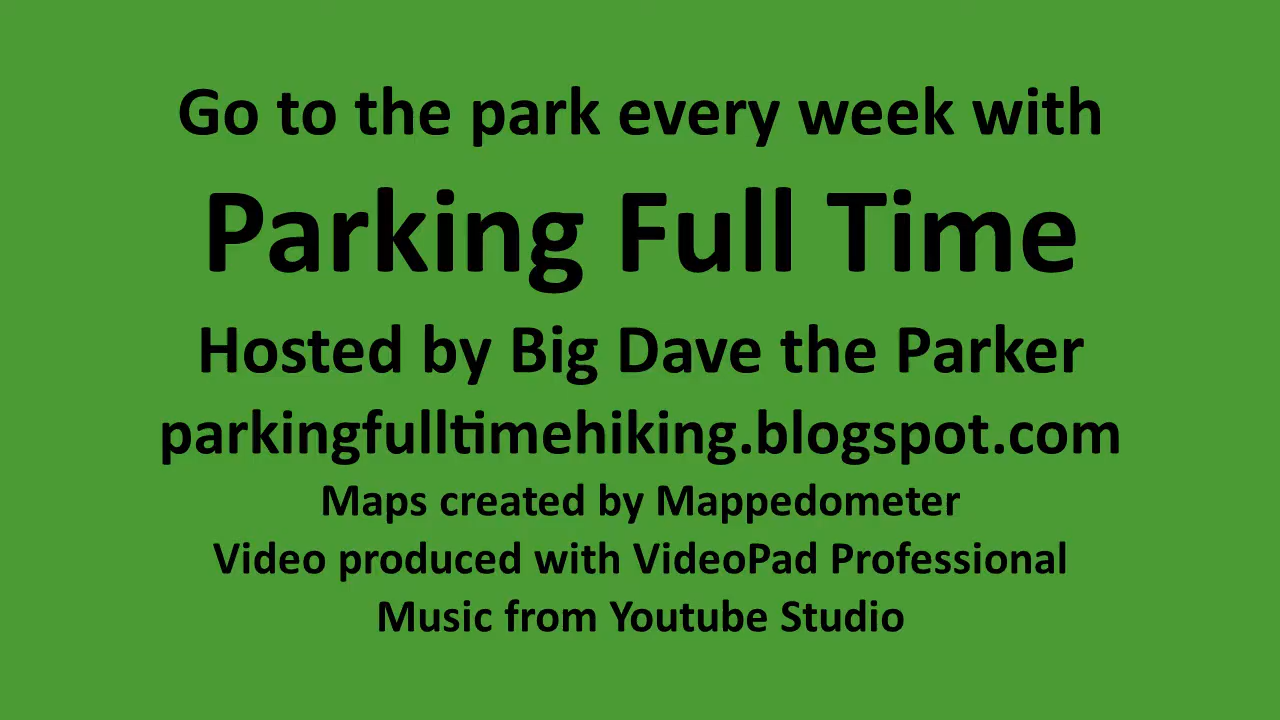 Go to the park every week with
Parking Full Time
Hosted by Big Dave the Parker
parkingfulltimehiking.blogspot.com
Maps created by Mappedometer
Video produced with VideoPad Professional
Music from Youtube Studio